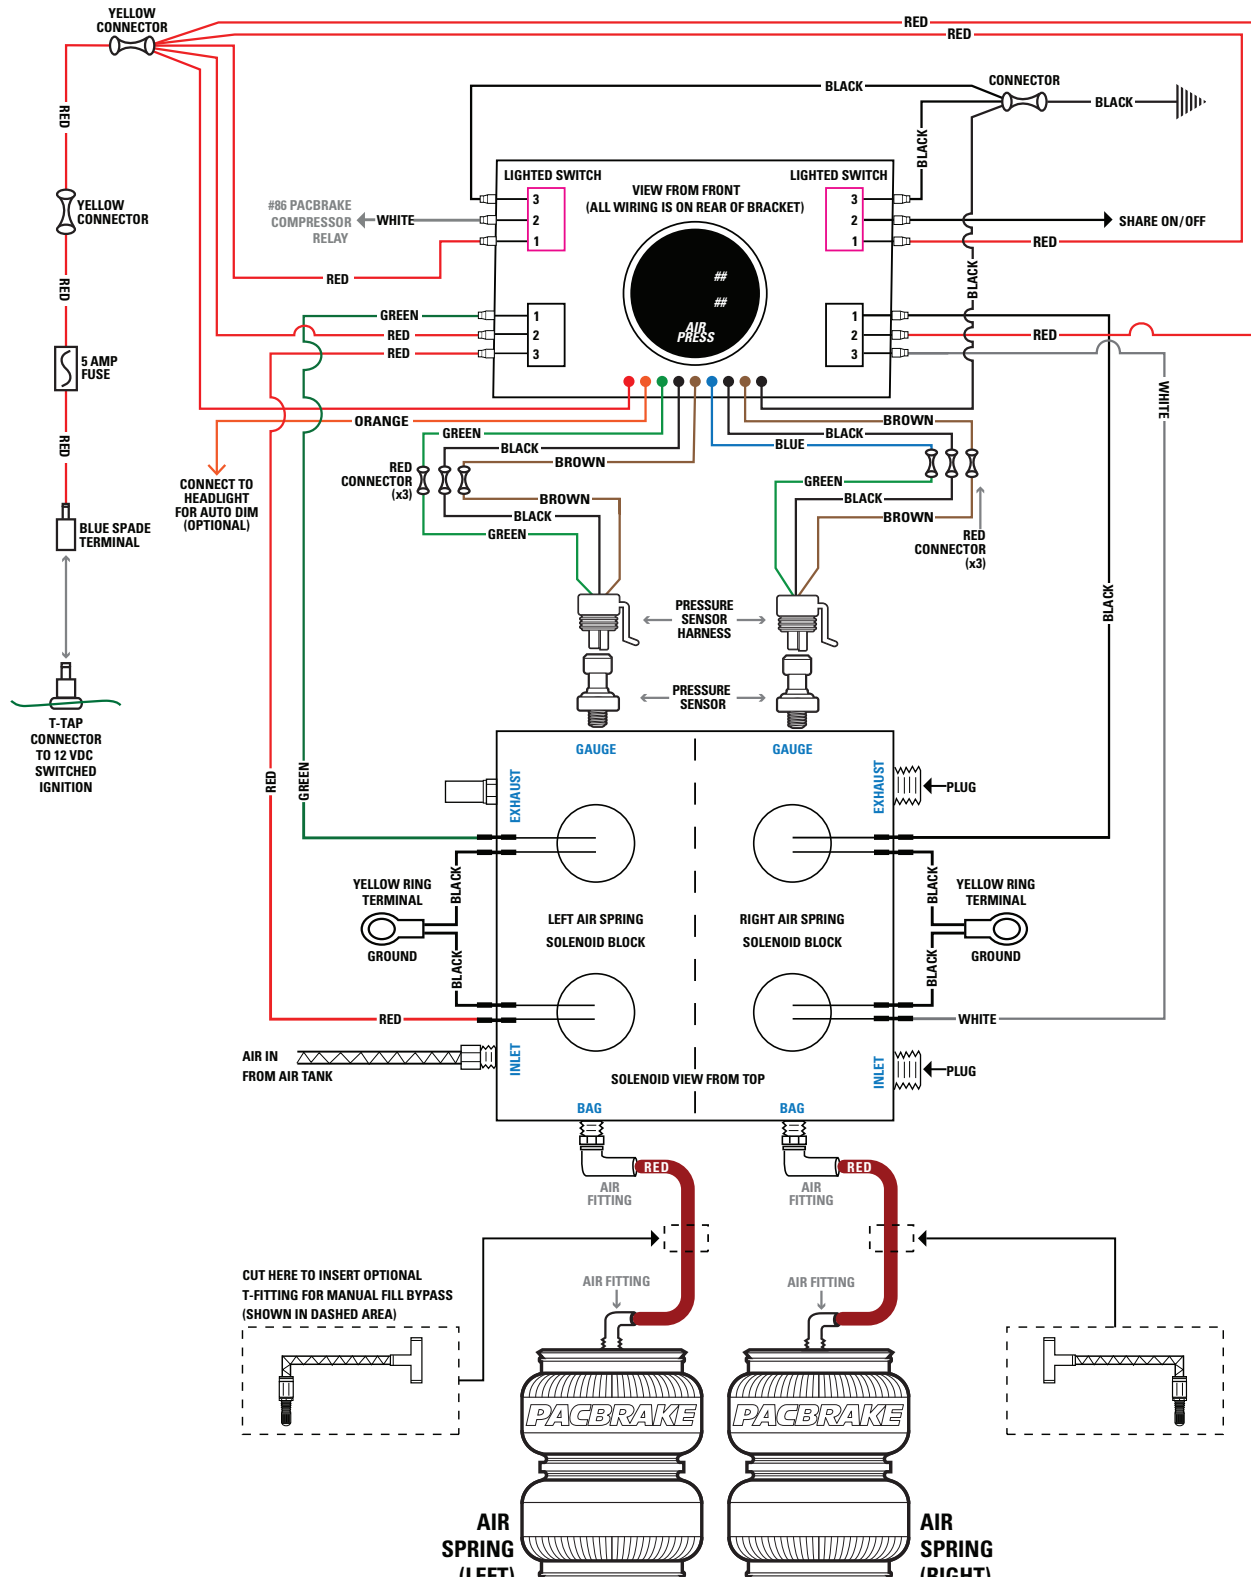 YELLOW
CONNECTOR
RED
RED
BLACK
CONNECTOR
BLACK
RED
BLACK
YELLOW
CONNECTOR
LIGHTED SWITCH
VIEW FROM FRONT
(ALL WIRING IS ON REAR OF BRACKET)
LIGHTED SWITCH
#86 PACBRAKE
COMPRESSOR
RELAY
WHITE
3
2
1
3
2
1
SHARE ON/OFF
RED
RED
RED
BLACK
##
##
AIR
PRESS
GREEN
RED
RED
1
2
3
1
2
3
RED
5 AMP
FUSE
WHITE
RED
ORANGE
GREEN
BLACK
BROWN
BROWN
BLACK
BLUE
RED
CONNECTOR
(x3)
CONNECT TO
HEADLIGHT
FOR AUTO DIM
(OPTIONAL)
BROWN
BLACK
GREEN
GREEN
BLACK
BROWN
RED
CONNECTOR
(x3)
BLUE SPADE
TERMINAL
BLACK
PRESSURE
SENSOR
HARNESS
PRESSURE
SENSOR
T-TAP
CONNECTOR
TO 12 VDC
SWITCHED
IGNITION
RED
GREEN
GAUGE
GAUGE
EXHAUST
EXHAUST
PLUG
YELLOW RING
TERMINAL
GROUND
BLACK
BLACK
LEFT AIR SPRING
SOLENOID BLOCK
RIGHT AIR SPRING
SOLENOID BLOCK
BLACK
BLACK
YELLOW RING
TERMINAL
GROUND
RED
WHITE
AIR IN
FROM AIR TANK
INLET
SOLENOID VIEW FROM TOP
INLET
PLUG
BAG
BAG
RED
RED
AIR
FITTING
AIR
FITTING
CUT HERE TO INSERT OPTIONAL
T-FITTING FOR MANUAL FILL BYPASS
(SHOWN IN DASHED AREA)
AIR FITTING
AIR FITTING
PACBRAKE
PACBRAKE
AIR
SPRING
(LEFT)
AIR
SPRING
(RIGHT)